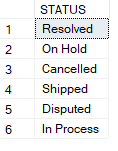 STATUS
1 Resolved
2 On Hold
3 Cancelled
4 Shipped
5 Disputed
6 In Process